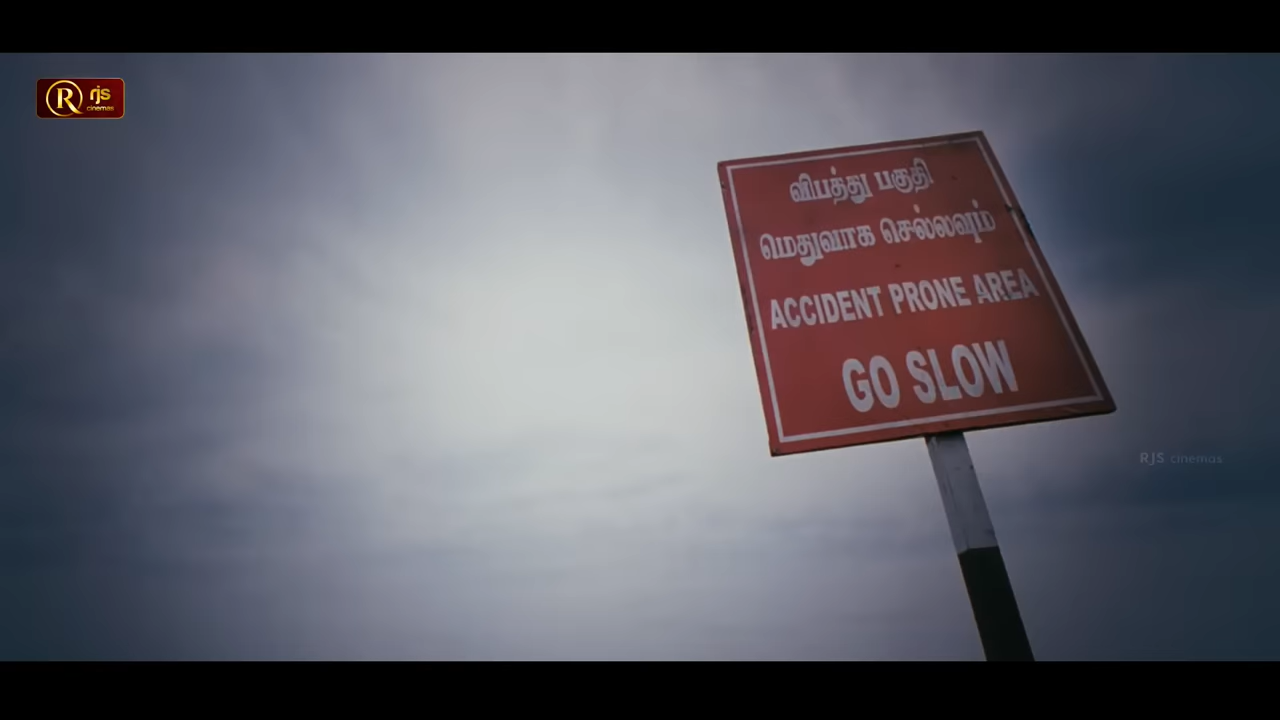 R rjs
cinemas
விபத்து பகுதி
மெதுவாக செல்லவும்
ACCIDENT PRONE AREA
GO SLOW
RJS cinemas